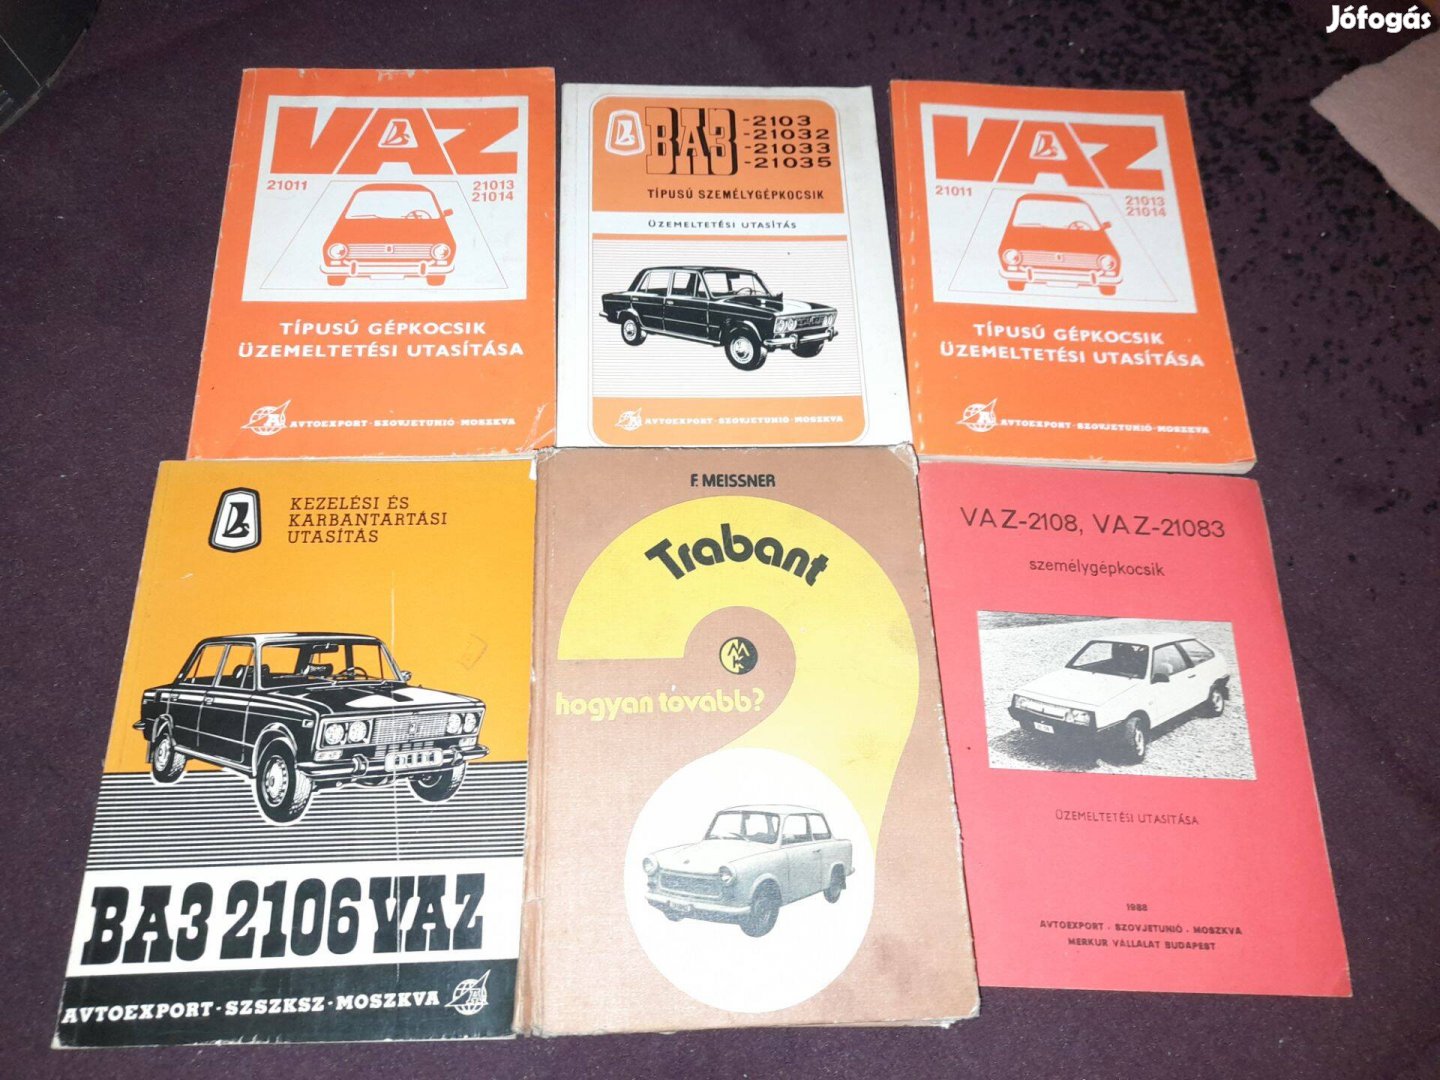 Jófogás
VAZ
21011
21013
21014
TÍPUSÚ GÉPKOCSIK
ÜZEMELTETÉSI UTASÍTÁSA
AVTOEXPORT·SZOVJETUNIÓ·MOSZKVA
ВАЗ
-2103
-21032
-21033
-21035
TÍPUSÚ SZEMÉLYGÉPKOCSIK
ÜZEMELTETÉSI UTASÍTÁS
AVTOEXPORT·SZOVJETUNIÓ·MOSZKVA
VAZ
21011
21013
21014
TÍPUSÚ GÉPKOCSIK
ÜZEMELTETÉSI UTASÍTÁSA
AVTOEXPORT·SZOVJETUNIÓ·MOSZKVA
KEZELÉSI ÉS
KARBANTARTÁSI
UTASÍTÁS
ВАЗ 2106 VAZ
AVTOEXPORT·SZSZKSZ·MOSZKVA
F. MEISSNER
Trabant
MK
hogyan tovább?
VAZ-2108, VAZ-21083
személygépkocsik
ÜZEMELTETÉSI UTASÍTÁSA
1988
AVTOEXPORT · SZOVJETUNIÓ · MOSZKVA
MERKUR VÁLLALAT BUDAPEST